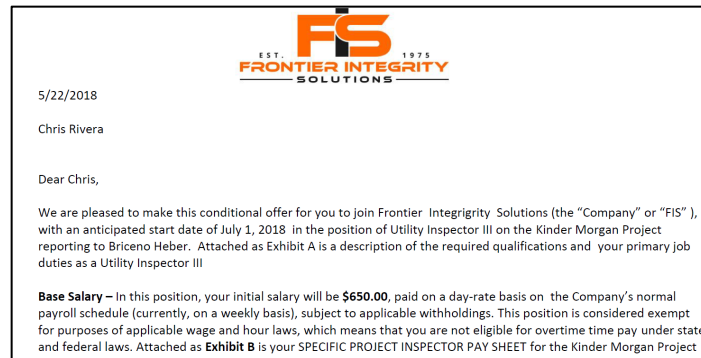 FIS
EST. 1975
FRONTIER INTEGRITY
SOLUTIONS
5/22/2018
Chris Rivera
Dear Chris,
We are pleased to make this conditional offer for you to join Frontier Integrigrity Solutions (the “Company” or “FIS” ),
with an anticipated start date of July 1, 2018 in the position of Utility Inspector III on the Kinder Morgan Project
reporting to Briceno Heber. Attached as Exhibit A is a description of the required qualifications and your primary job
duties as a Utility Inspector III
Base Salary – In this position, your initial salary will be $650.00, paid on a day-rate basis on the Company’s normal
payroll schedule (currently, on a weekly basis), subject to applicable withholdings. This position is considered exempt
for purposes of applicable wage and hour laws, which means that you are not eligible for overtime time pay under state
and federal laws. Attached as Exhibit B is your SPECIFIC PROJECT INSPECTOR PAY SHEET for the Kinder Morgan Project